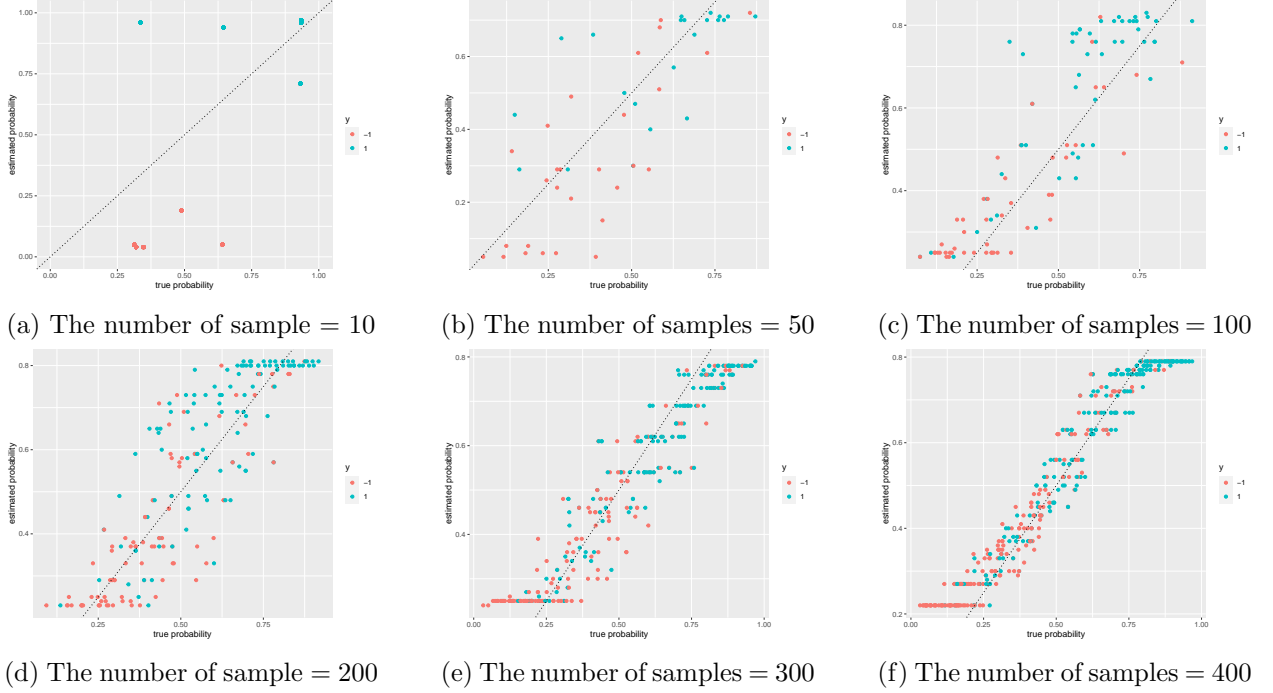 estimated probability
1.00
0.75
0.50
0.25
0.00
0.00 0.25 0.50 0.75 1.00
true probability
y
−1
1
(a) The number of sample = 10
estimated probability
0.6
0.4
0.2
0.25 0.50 0.75
true probability
y
−1
1
(b) The number of samples = 50
estimated probability
0.8
0.6
0.4
0.25 0.50 0.75
true probability
y
−1
1
(c) The number of samples = 100
estimated probability
0.8
0.6
0.4
0.25 0.50 0.75
true probability
y
−1
1
(d) The number of sample = 200
estimated probability
0.8
0.6
0.4
0.00 0.25 0.50 0.75 1.00
true probability
y
−1
1
(e) The number of samples = 300
estimated probability
0.8
0.6
0.4
0.2
0.00 0.25 0.50 0.75 1.00
true probability
y
−1
1
(f) The number of samples = 400